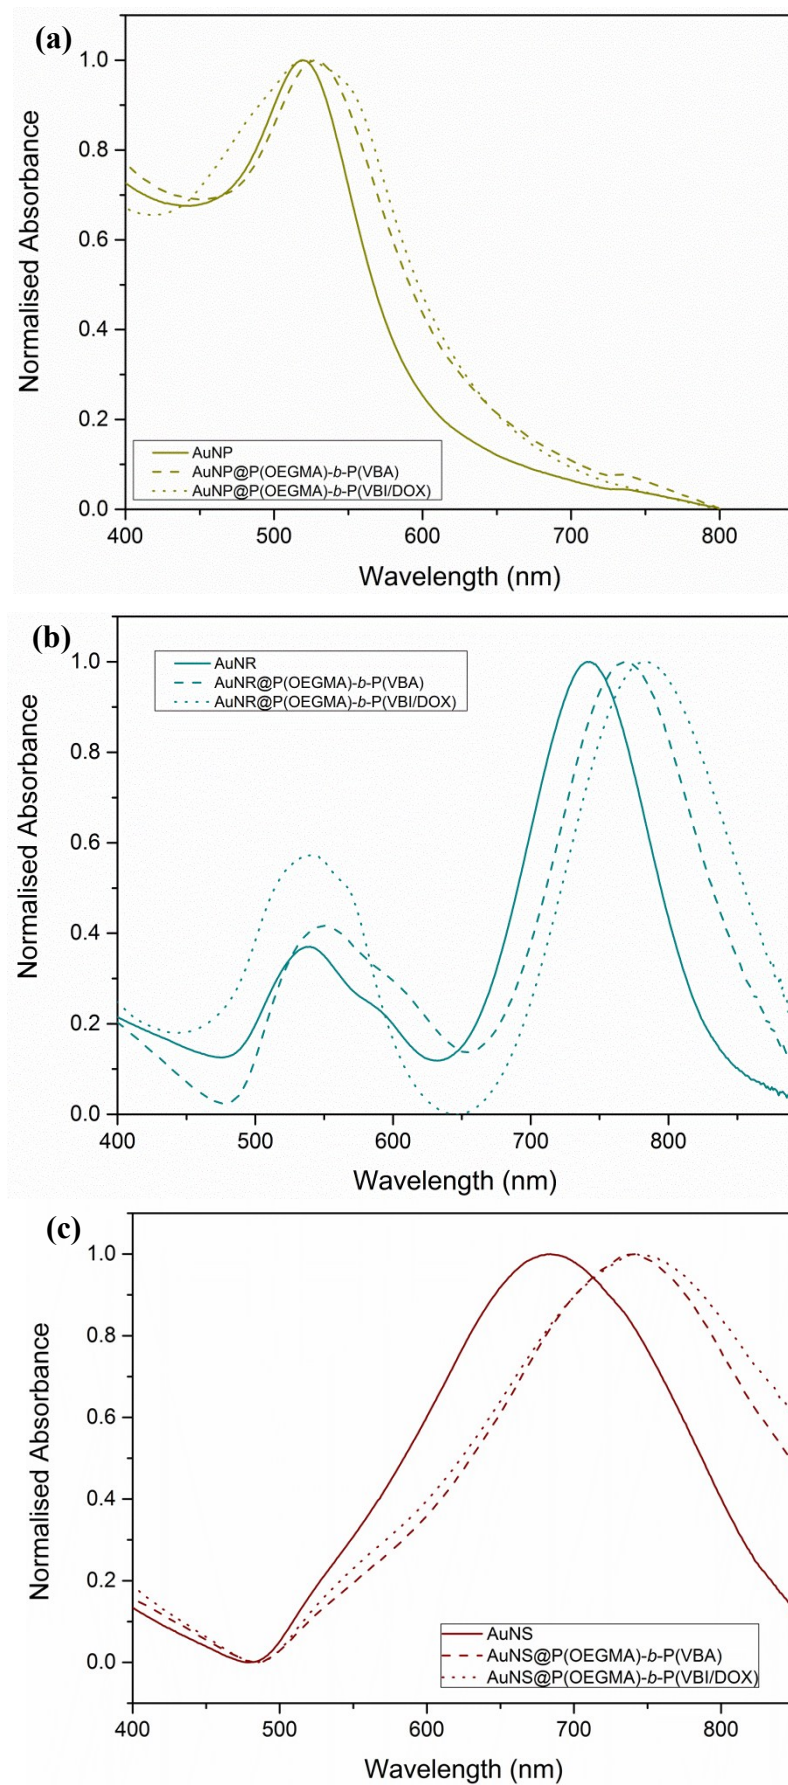 (a)
1.0
0.8
0.6
0.4
0.2
0.0
Normalised Absorbance
AuNP
AuNP@P(OEGMA)-b-P(VBA)
AuNP@P(OEGMA)-b-P(VBI/DOX)
400
500
600
700
800
Wavelength (nm)
(b)
1.0
0.8
0.6
0.4
0.2
0.0
Normalised Absorbance
AuNR
AuNR@P(OEGMA)-b-P(VBA)
AuNR@P(OEGMA)-b-P(VBI/DOX)
400
500
600
700
800
Wavelength (nm)
(c)
1.0
0.8
0.6
0.4
0.2
0.0
Normalised Absorbance
AuNS
AuNS@P(OEGMA)-b-P(VBA)
AuNS@P(OEGMA)-b-P(VBI/DOX)
400
500
600
700
800
Wavelength (nm)